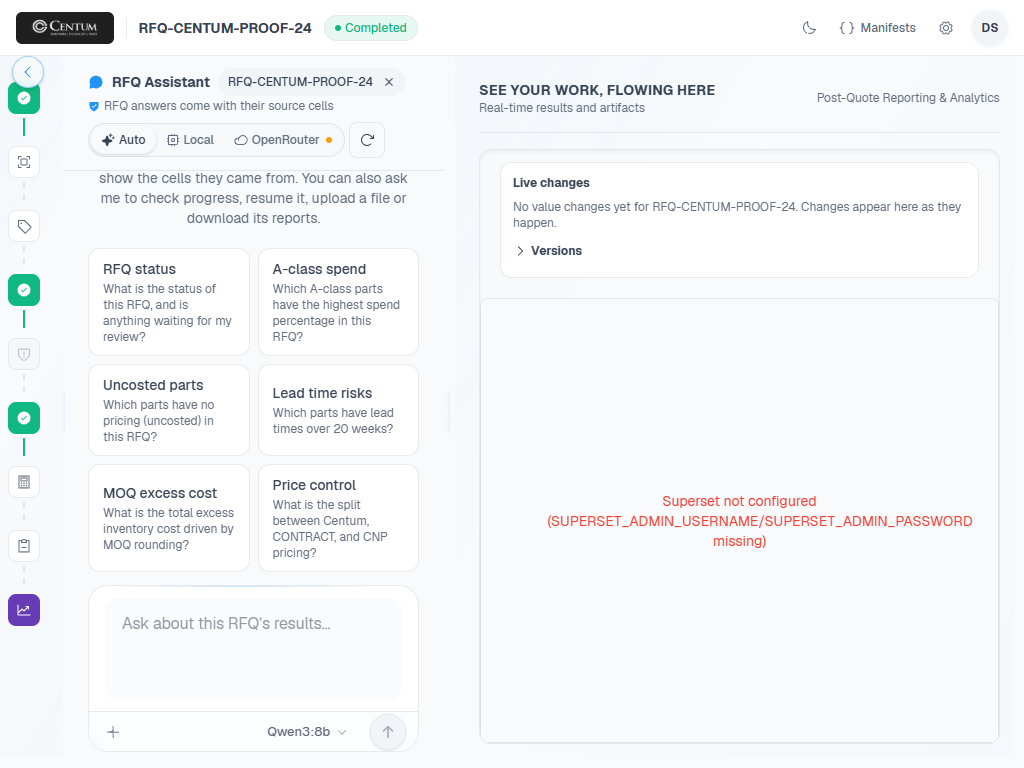 CENTUM
RFQ-CENTUM-PROOF-24
Completed
{ } Manifests
DS
RFQ Assistant
RFQ-CENTUM-PROOF-24
RFQ answers come with their source cells
Auto
Local
OpenRouter
show the cells they came from. You can also ask
me to check progress, resume it, upload a file or
download its reports.
RFQ status
What is the status of
this RFQ, and is
anything waiting for my
review?
A-class spend
Which A-class parts
have the highest spend
percentage in this
RFQ?
Uncosted parts
Which parts have no
pricing (uncosted) in
this RFQ?
Lead time risks
Which parts have lead
times over 20 weeks?
MOQ excess cost
What is the total excess
inventory cost driven by
MOQ rounding?
Price control
What is the split
between Centum,
CONTRACT, and CNP
pricing?
Ask about this RFQ's results...
Qwen3:8b
SEE YOUR WORK, FLOWING HERE
Real-time results and artifacts
Post-Quote Reporting & Analytics
Live changes
No value changes yet for RFQ-CENTUM-PROOF-24. Changes appear here as they
happen.
Versions
Superset not configured
(SUPERSET_ADMIN_USERNAME/SUPERSET_ADMIN_PASSWORD
missing)